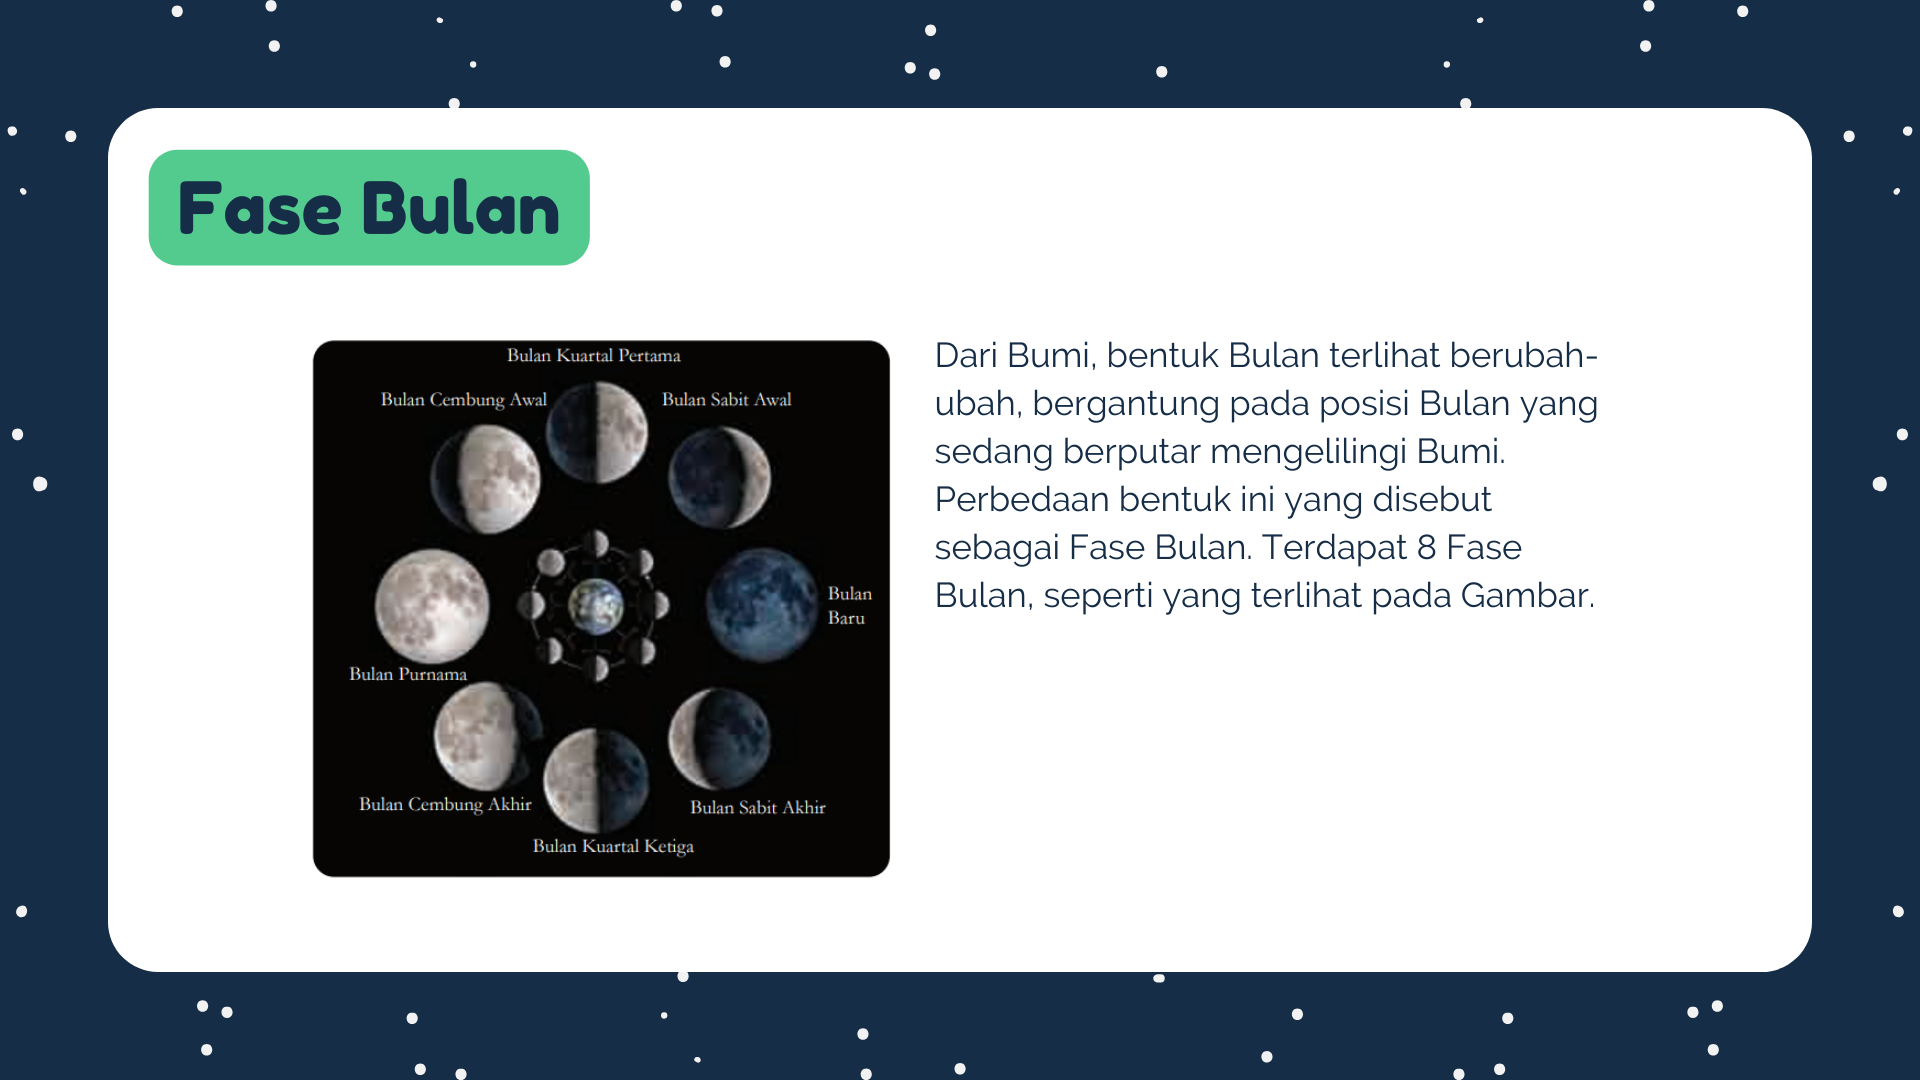 Fase Bulan
Bulan Kuartal Pertama
Bulan Cembung Awal
Bulan Sabit Awal
Bulan
Baru
Bulan Purnama
Bulan Cembung Akhir
Bulan Sabit Akhir
Bulan Kuartal Ketiga
Dari Bumi, bentuk Bulan terlihat berubah-
ubah, bergantung pada posisi Bulan yang
sedang berputar mengelilingi Bumi.
Perbedaan bentuk ini yang disebut
sebagai Fase Bulan. Terdapat 8 Fase
Bulan, seperti yang terlihat pada Gambar.